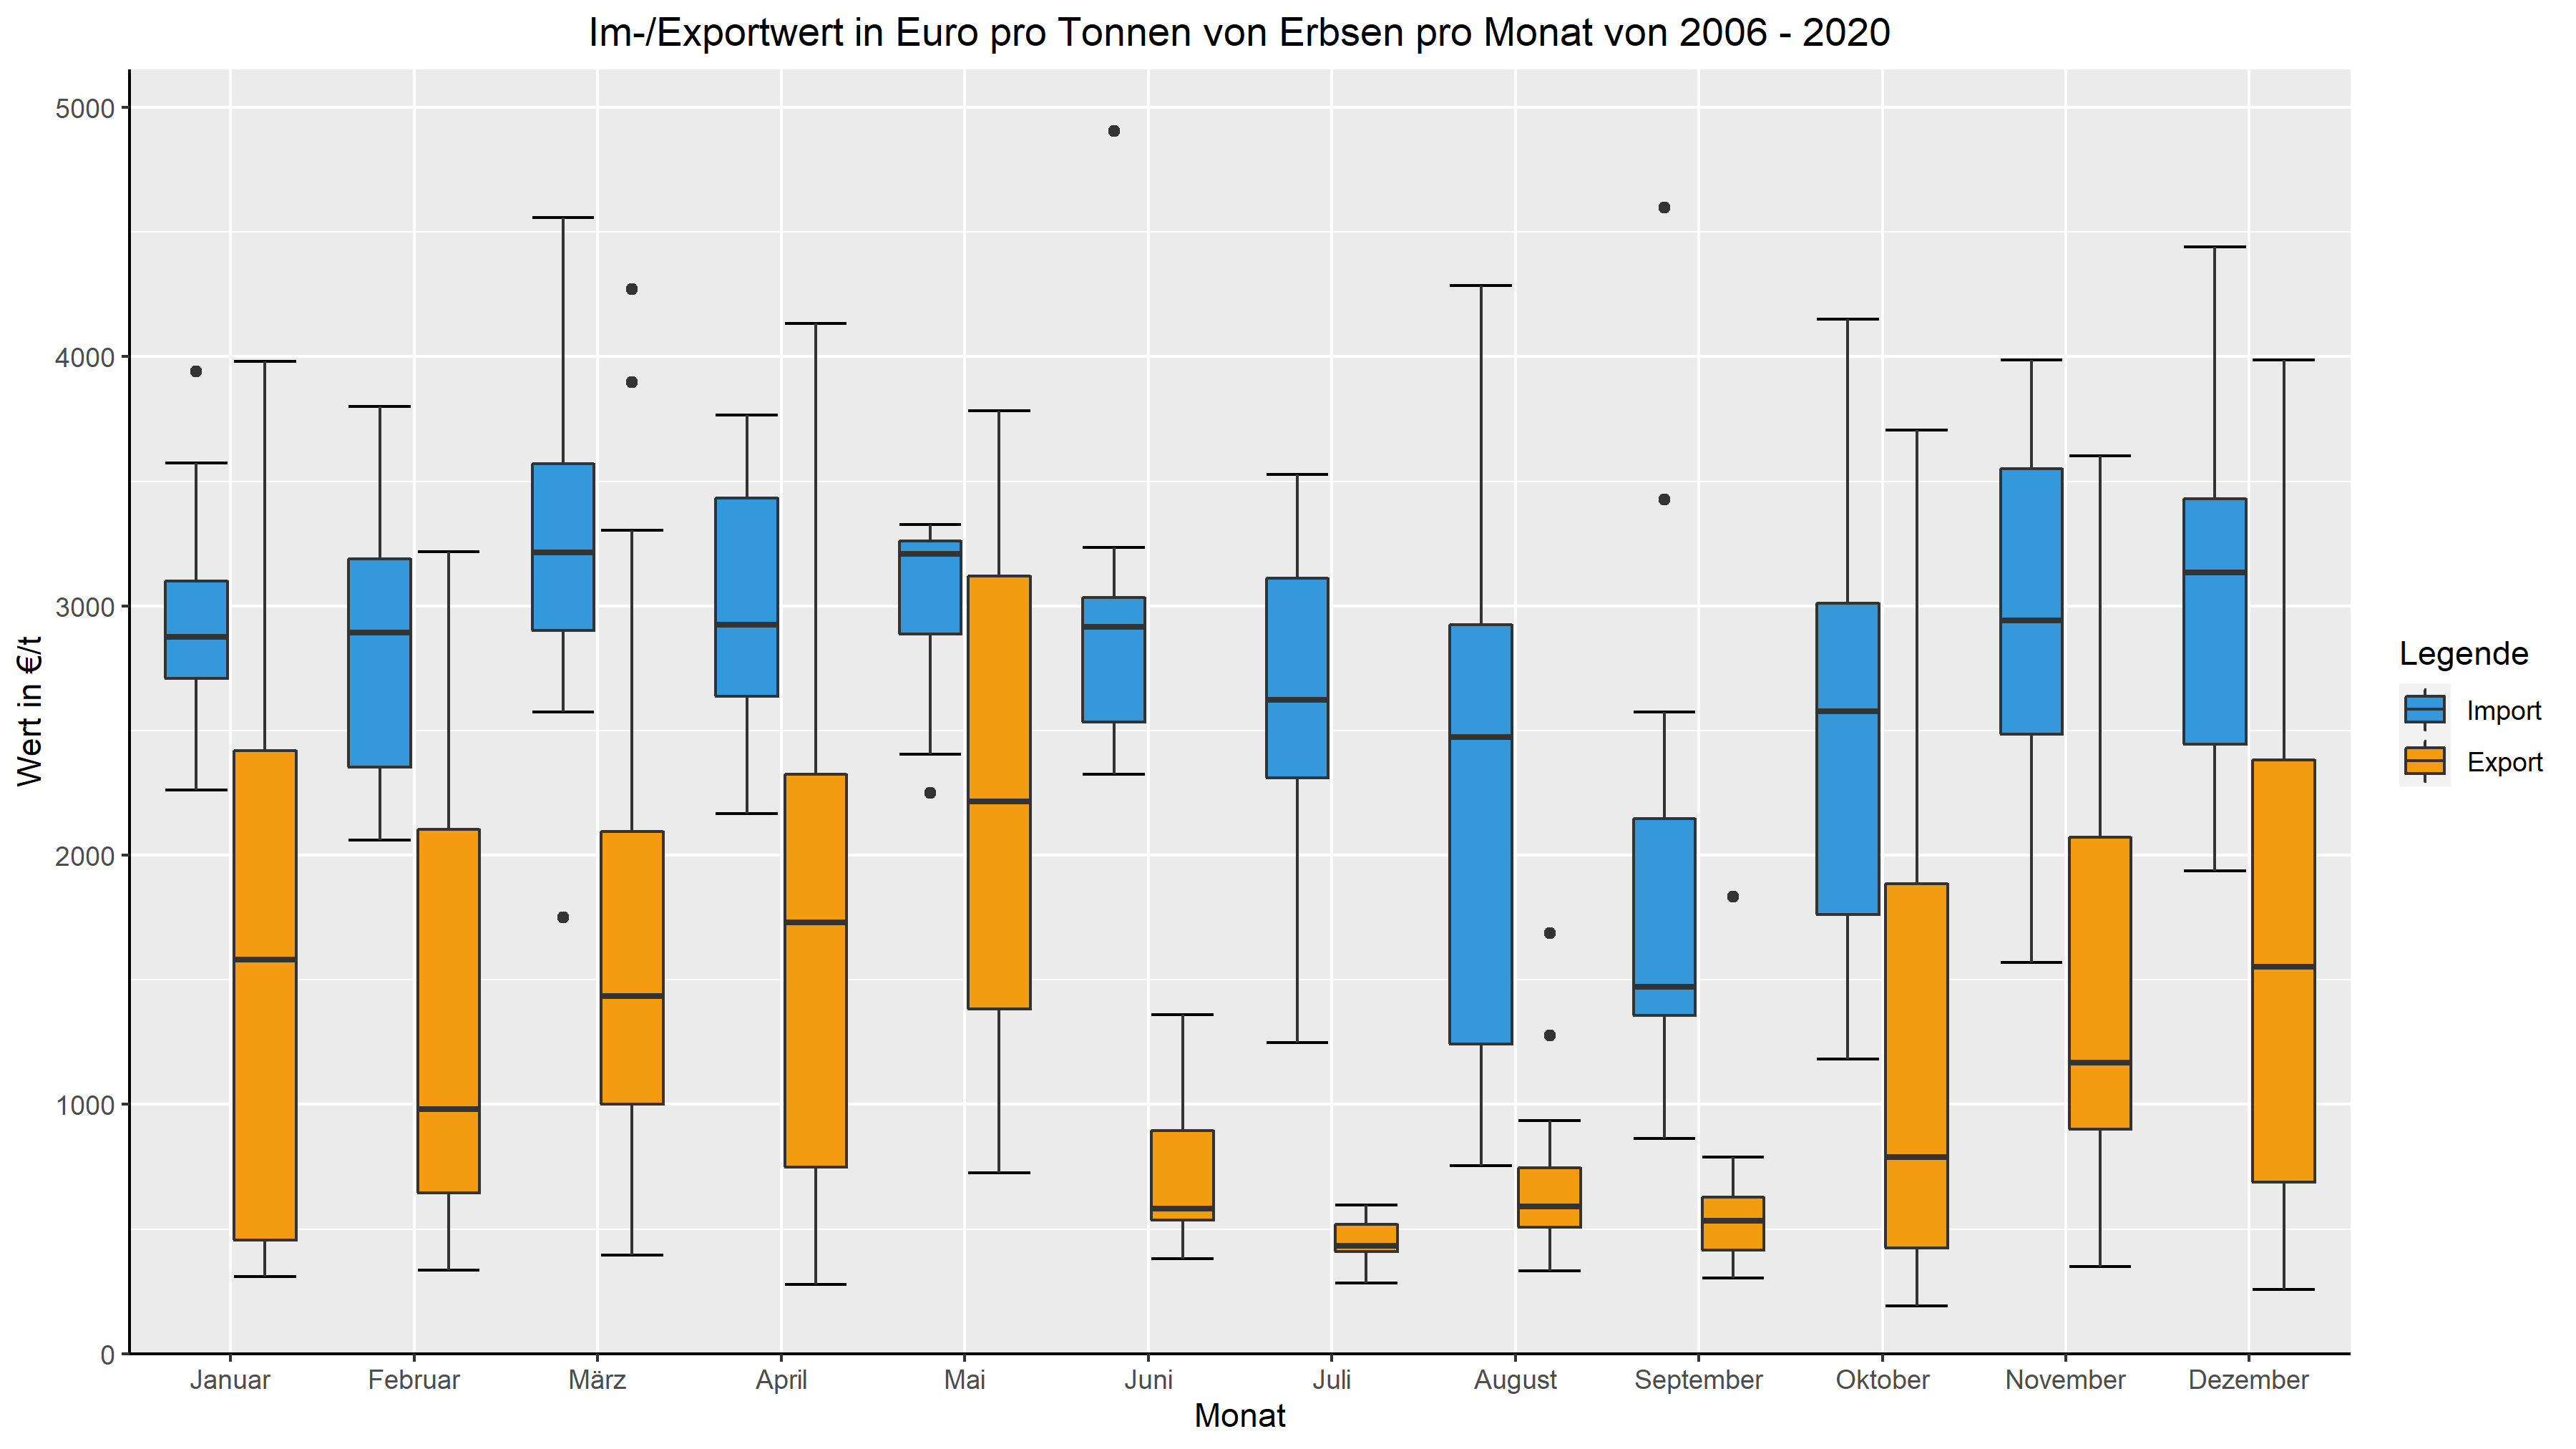 Im-/Exportwert in Euro pro Tonnen von Erbsen pro Monat von 2006 - 2020
Wert in €/t
5000
4000
3000
2000
1000
0
Januar Februar März April Mai Juni Juli August September Oktober November Dezember
Monat
Legende
Import
Export